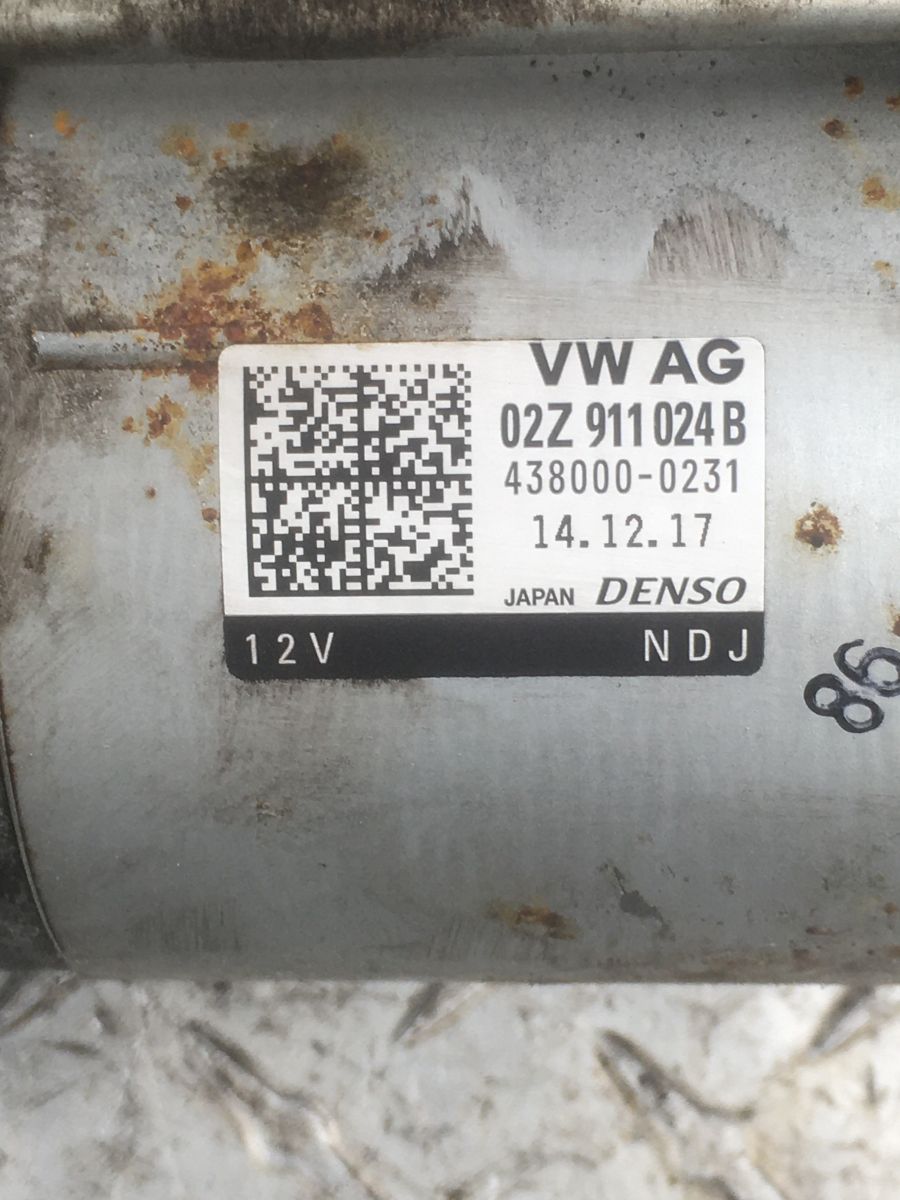 VW AG
02Z 911 024 B
438000-0231
14.12.17
JAPAN DENSO
12V NDJ
86